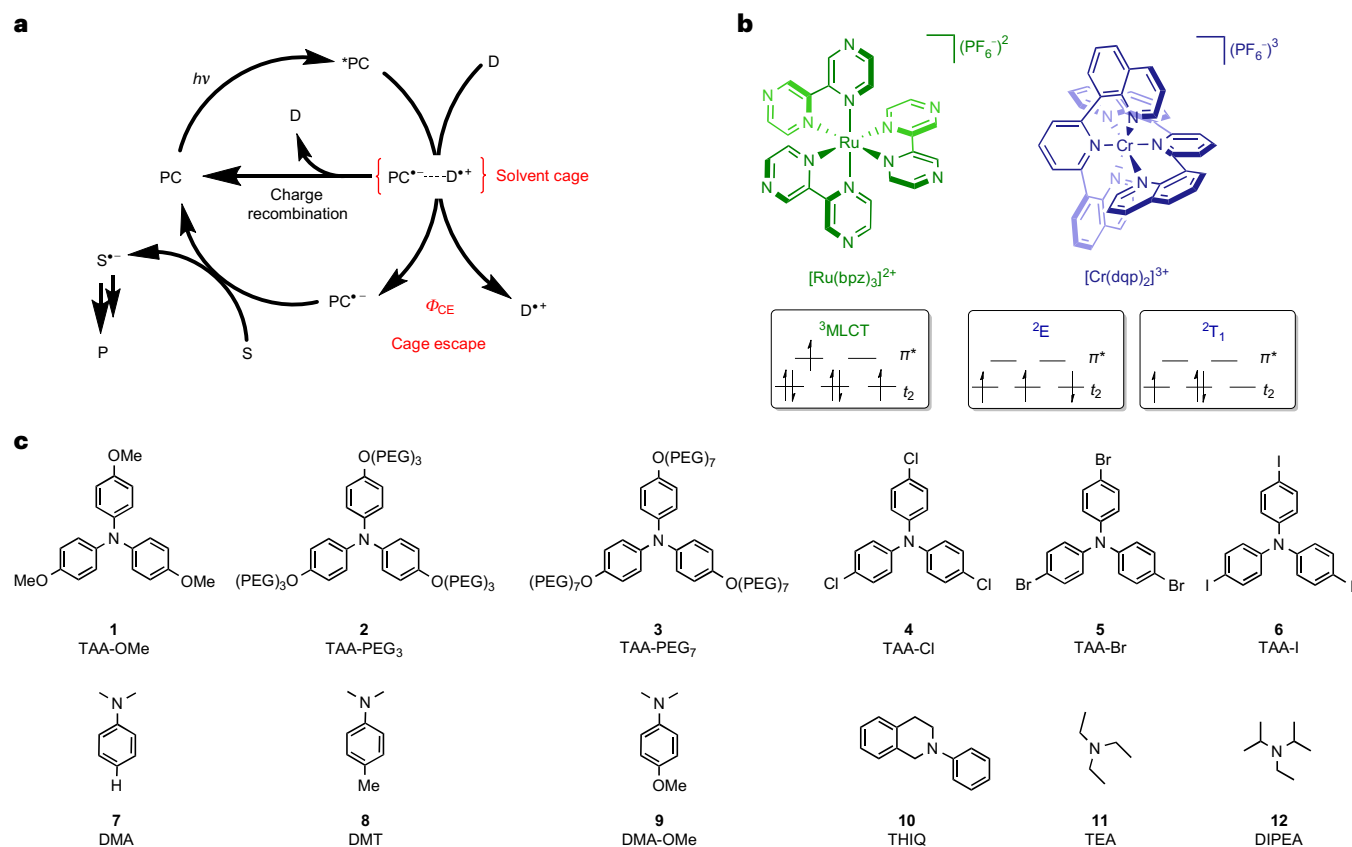 a
hν
*PC
D
D
PC
PC•−----D•+
Solvent cage
Charge
recombination
S•−
PC•−
ΦCE
D•+
Cage escape
P
S
b
(PF6−)2
(PF6−)3
N
N
N
N
N
N
Ru
N
N
N
N
N
N
N
N
N
Cr
N
N
N
[Ru(bpz)3]2+
[Cr(dqp)2]3+
3MLCT
π*
t2
2E
π*
t2
2T1
π*
t2
c
OMe
N
MeO
OMe
1
TAA-OMe
O(PEG)3
N
(PEG)3O
O(PEG)3
2
TAA-PEG3
O(PEG)7
N
(PEG)7O
O(PEG)7
3
TAA-PEG7
Cl
N
Cl
Cl
4
TAA-Cl
Br
N
Br
Br
5
TAA-Br
I
N
I
I
6
TAA-I
N
H
7
DMA
N
Me
8
DMT
N
OMe
9
DMA-OMe
N
10
THIQ
N
11
TEA
N
12
DIPEA